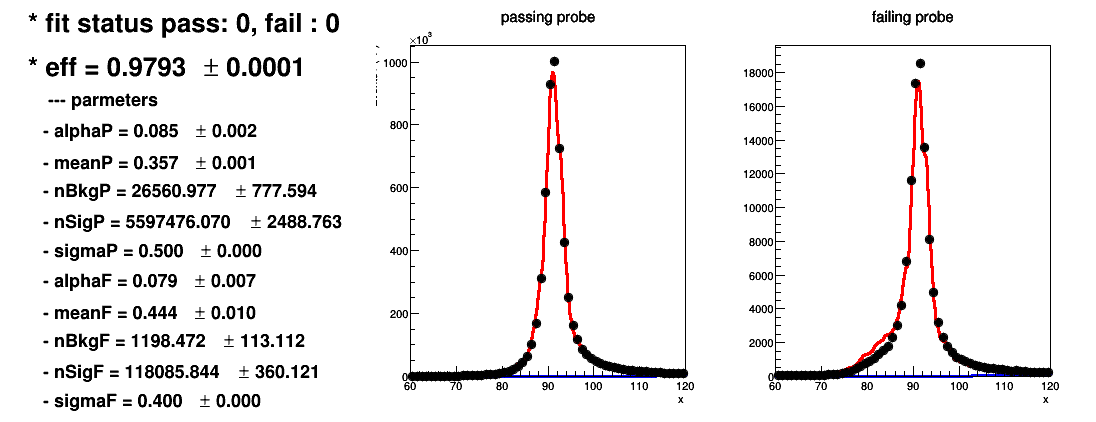 * fit status pass: 0, fail : 0
* eff = 0.9793 ± 0.0001
--- parmeters
- alphaP = 0.085 ± 0.002
- meanP = 0.357 ± 0.001
- nBkgP = 26560.977 ± 777.594
- nSigP = 5597476.070 ± 2488.763
- sigmaP = 0.500 ± 0.000
- alphaF = 0.079 ± 0.007
- meanF = 0.444 ± 0.010
- nBkgF = 1198.472 ± 113.112
- nSigF = 118085.844 ± 360.121
- sigmaF = 0.400 ± 0.000
passing probe
×10³
1000
800
600
400
200
0
60 70 80 90 100 110 120
x
failing probe
18000
16000
14000
12000
10000
8000
6000
4000
2000
0
60 70 80 90 100 110 120
x